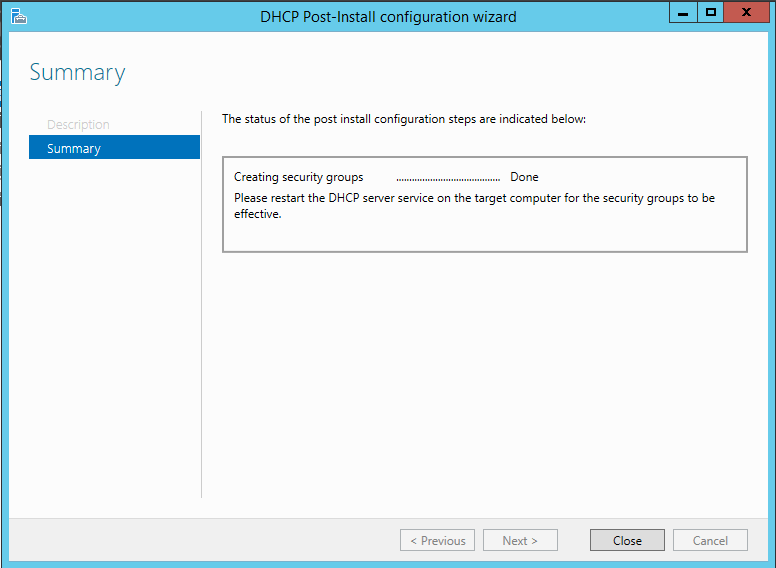 DHCP Post-Install configuration wizard
Summary
Description
Summary
The status of the post install configuration steps are indicated below:
Creating security groups ........................................ Done
Please restart the DHCP server service on the target computer for the security groups to be
effective.
< Previous Next > Close Cancel